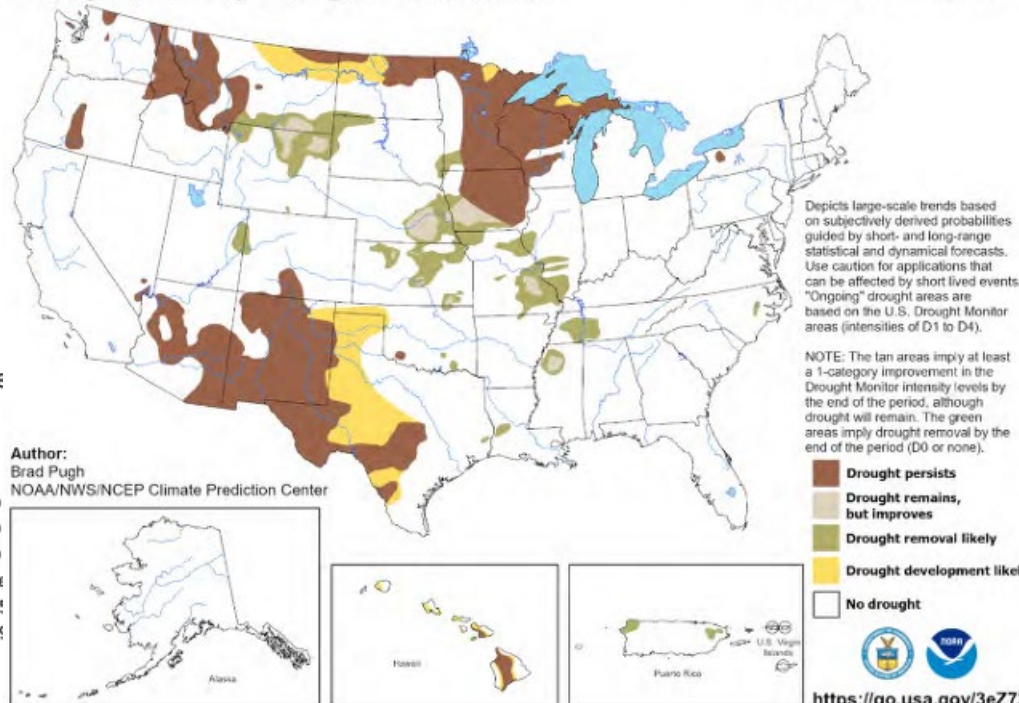 Depicts large-scale trends based
on subjectively derived probabilities
guided by short- and long-range
statistical and dynamical forecasts.
Use caution for applications that
can be affected by short lived events.
"Ongoing" drought areas are
based on the U.S. Drought Monitor
areas (intensities of D1 to D4).
NOTE: The tan areas imply at least
a 1-category improvement in the
Drought Monitor intensity levels by
the end of the period, although
drought will remain. The green
areas imply drought removal by the
end of the period (D0 or none).
Author:
Brad Pugh
NOAA/NWS/NCEP Climate Prediction Center
Drought persists
Drought remains,
but improves
Drought removal likely
Drought development likel
No drought
Alaska
Hawaii
Puerto Rico
U.S. Virgin
Islands
NOAA
https://go.usa.gov/3eZ7